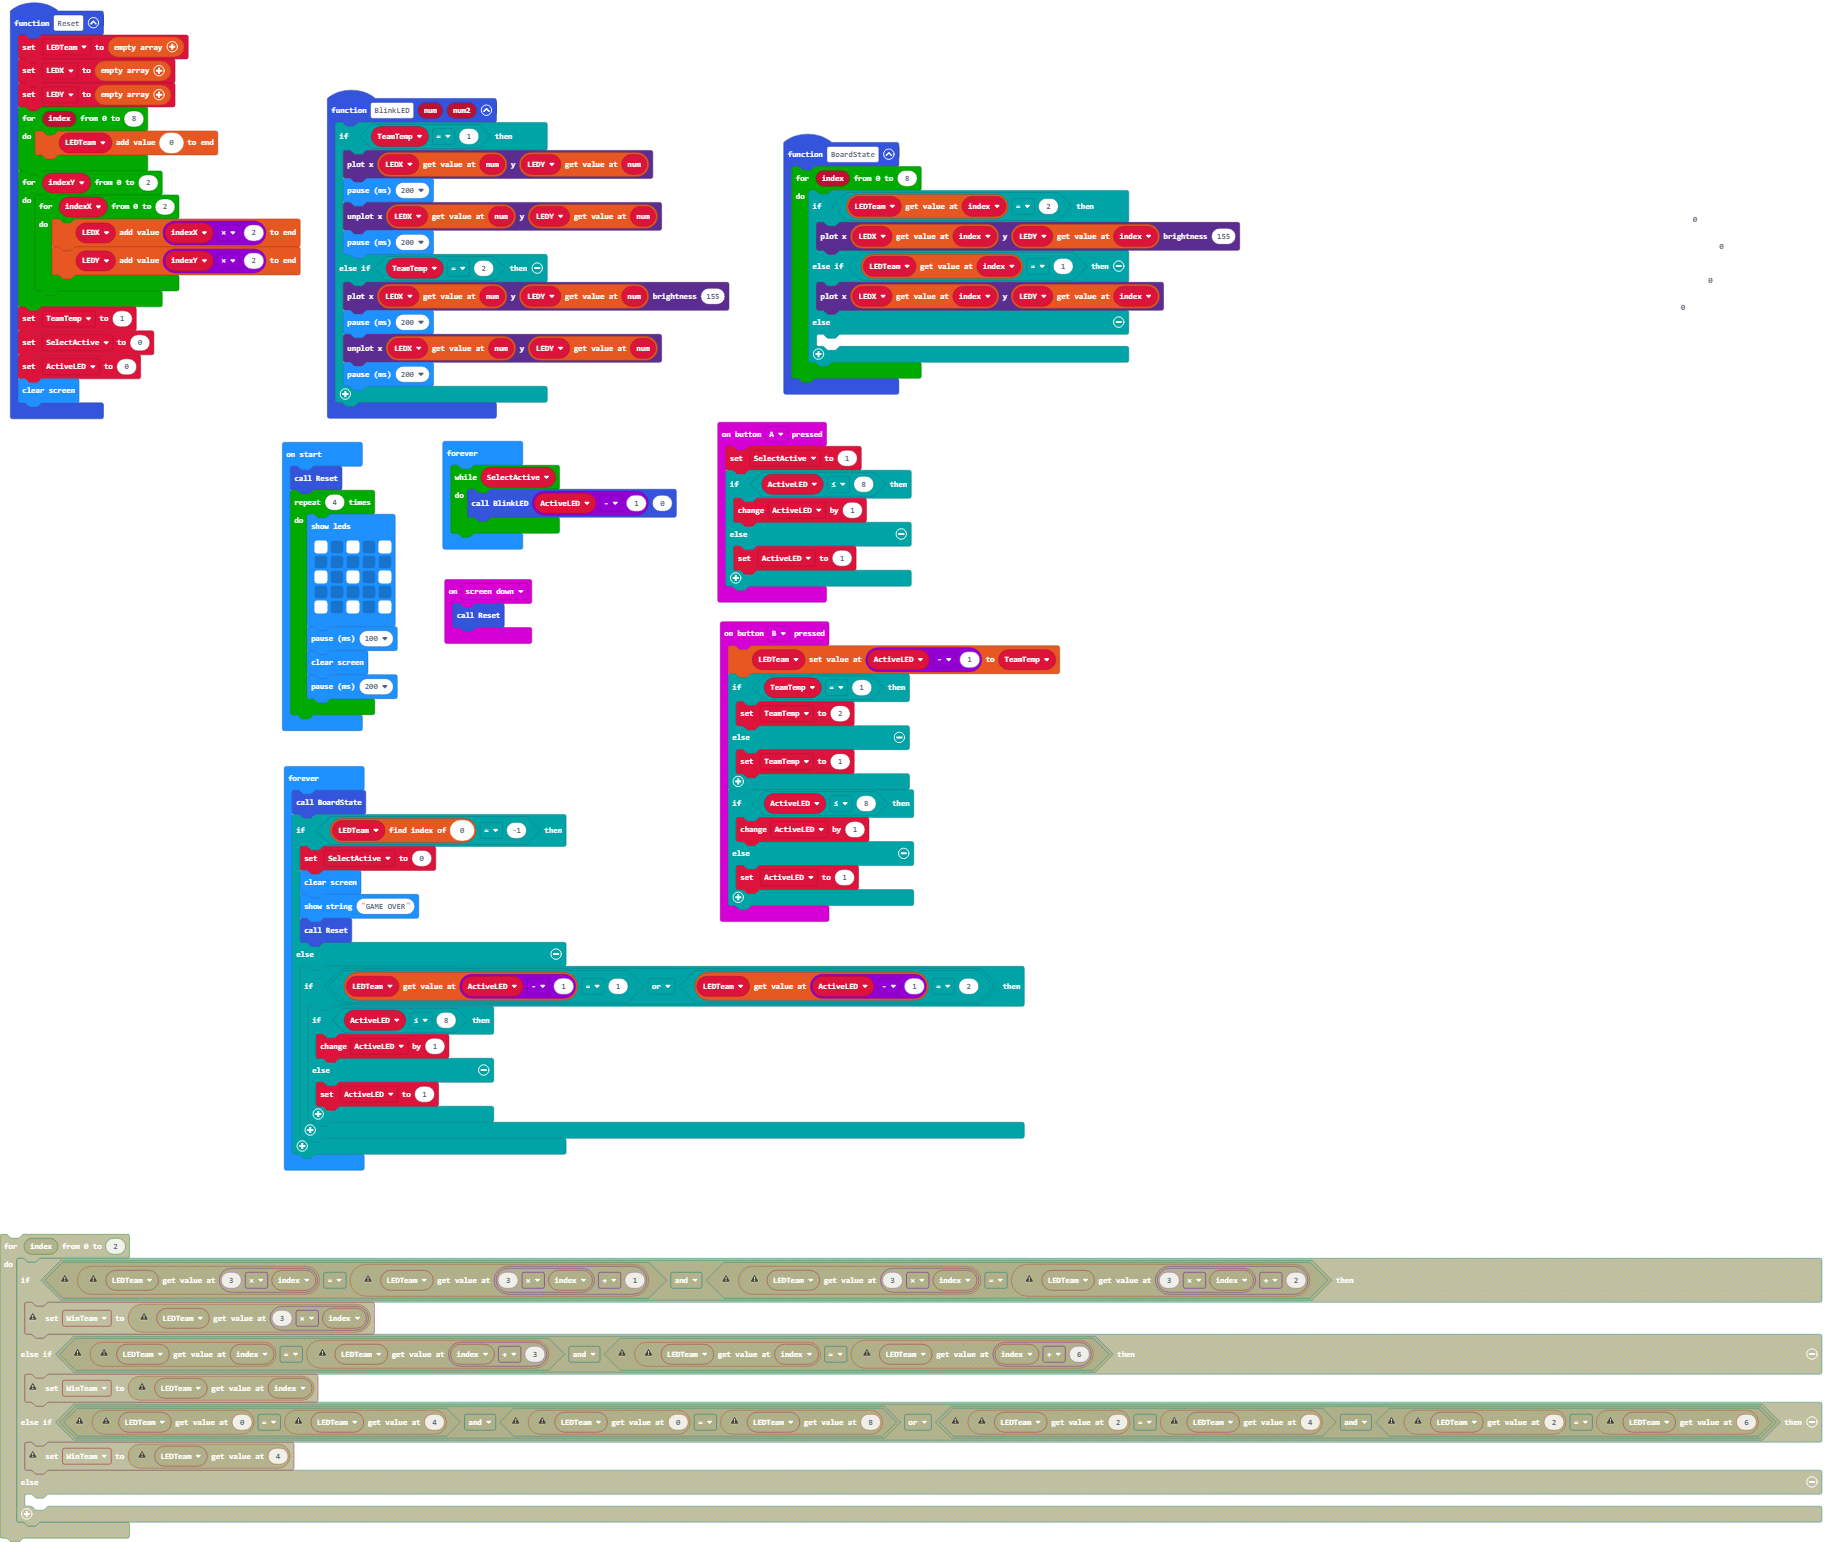 function Reset
set LEDTeam to empty array
set LEDX to empty array
set LEDY to empty array
for index from 0 to 8
do LEDTeam add value 0 to end
for indexY from 0 to 2
do for indexX from 0 to 2
do LEDX add value indexX × 2 to end
LEDY add value indexY × 2 to end
set TeamTemp to 1
set SelectActive to 0
set ActiveLED to 0
clear screen
function BlinkLED num num2
if TeamTemp = 1 then
plot x LEDX get value at num y LEDY get value at num
pause (ms) 200
unplot x LEDX get value at num y LEDY get value at num
pause (ms) 200
else if TeamTemp = 2 then
plot x LEDX get value at num y LEDY get value at num brightness 155
pause (ms) 200
unplot x LEDX get value at num y LEDY get value at num
pause (ms) 200
function BoardState
for index from 0 to 8
do if LEDTeam get value at index = 2 then
plot x LEDX get value at index y LEDY get value at index brightness 155
else if LEDTeam get value at index = 1 then
plot x LEDX get value at index y LEDY get value at index
else
0
0
0
0
on start
call Reset
repeat 4 times
do show leds
pause (ms) 100
clear screen
pause (ms) 200
forever
while SelectActive
do call BlinkLED ActiveLED - 1 0
on screen down
call Reset
on button A pressed
set SelectActive to 1
if ActiveLED ≤ 8 then
change ActiveLED by 1
else
set ActiveLED to 1
on button B pressed
LEDTeam set value at ActiveLED - 1 to TeamTemp
if TeamTemp = 1 then
set TeamTemp to 2
else
set TeamTemp to 1
if ActiveLED ≤ 8 then
change ActiveLED by 1
else
set ActiveLED to 1
forever
call BoardState
if LEDTeam find index of 0 = -1 then
set SelectActive to 0
clear screen
show string "GAME OVER"
call Reset
else
if LEDTeam get value at ActiveLED - 1 = 1 or LEDTeam get value at ActiveLED - 1 = 2 then
if ActiveLED ≤ 8 then
change ActiveLED by 1
else
set ActiveLED to 1
for index from 0 to 2
do
if LEDTeam get value at 3 × index = LEDTeam get value at 3 × index + 1 and LEDTeam get value at 3 × index = LEDTeam get value at 3 × index + 2 then
set WinTeam to LEDTeam get value at 3 × index
else if LEDTeam get value at index = LEDTeam get value at index + 3 and LEDTeam get value at index = LEDTeam get value at index + 6 then
set WinTeam to LEDTeam get value at index
else if LEDTeam get value at 0 = LEDTeam get value at 4 and LEDTeam get value at 0 = LEDTeam get value at 8 or LEDTeam get value at 2 = LEDTeam get value at 4 and LEDTeam get value at 2 = LEDTeam get value at 6 then
set WinTeam to LEDTeam get value at 4
else